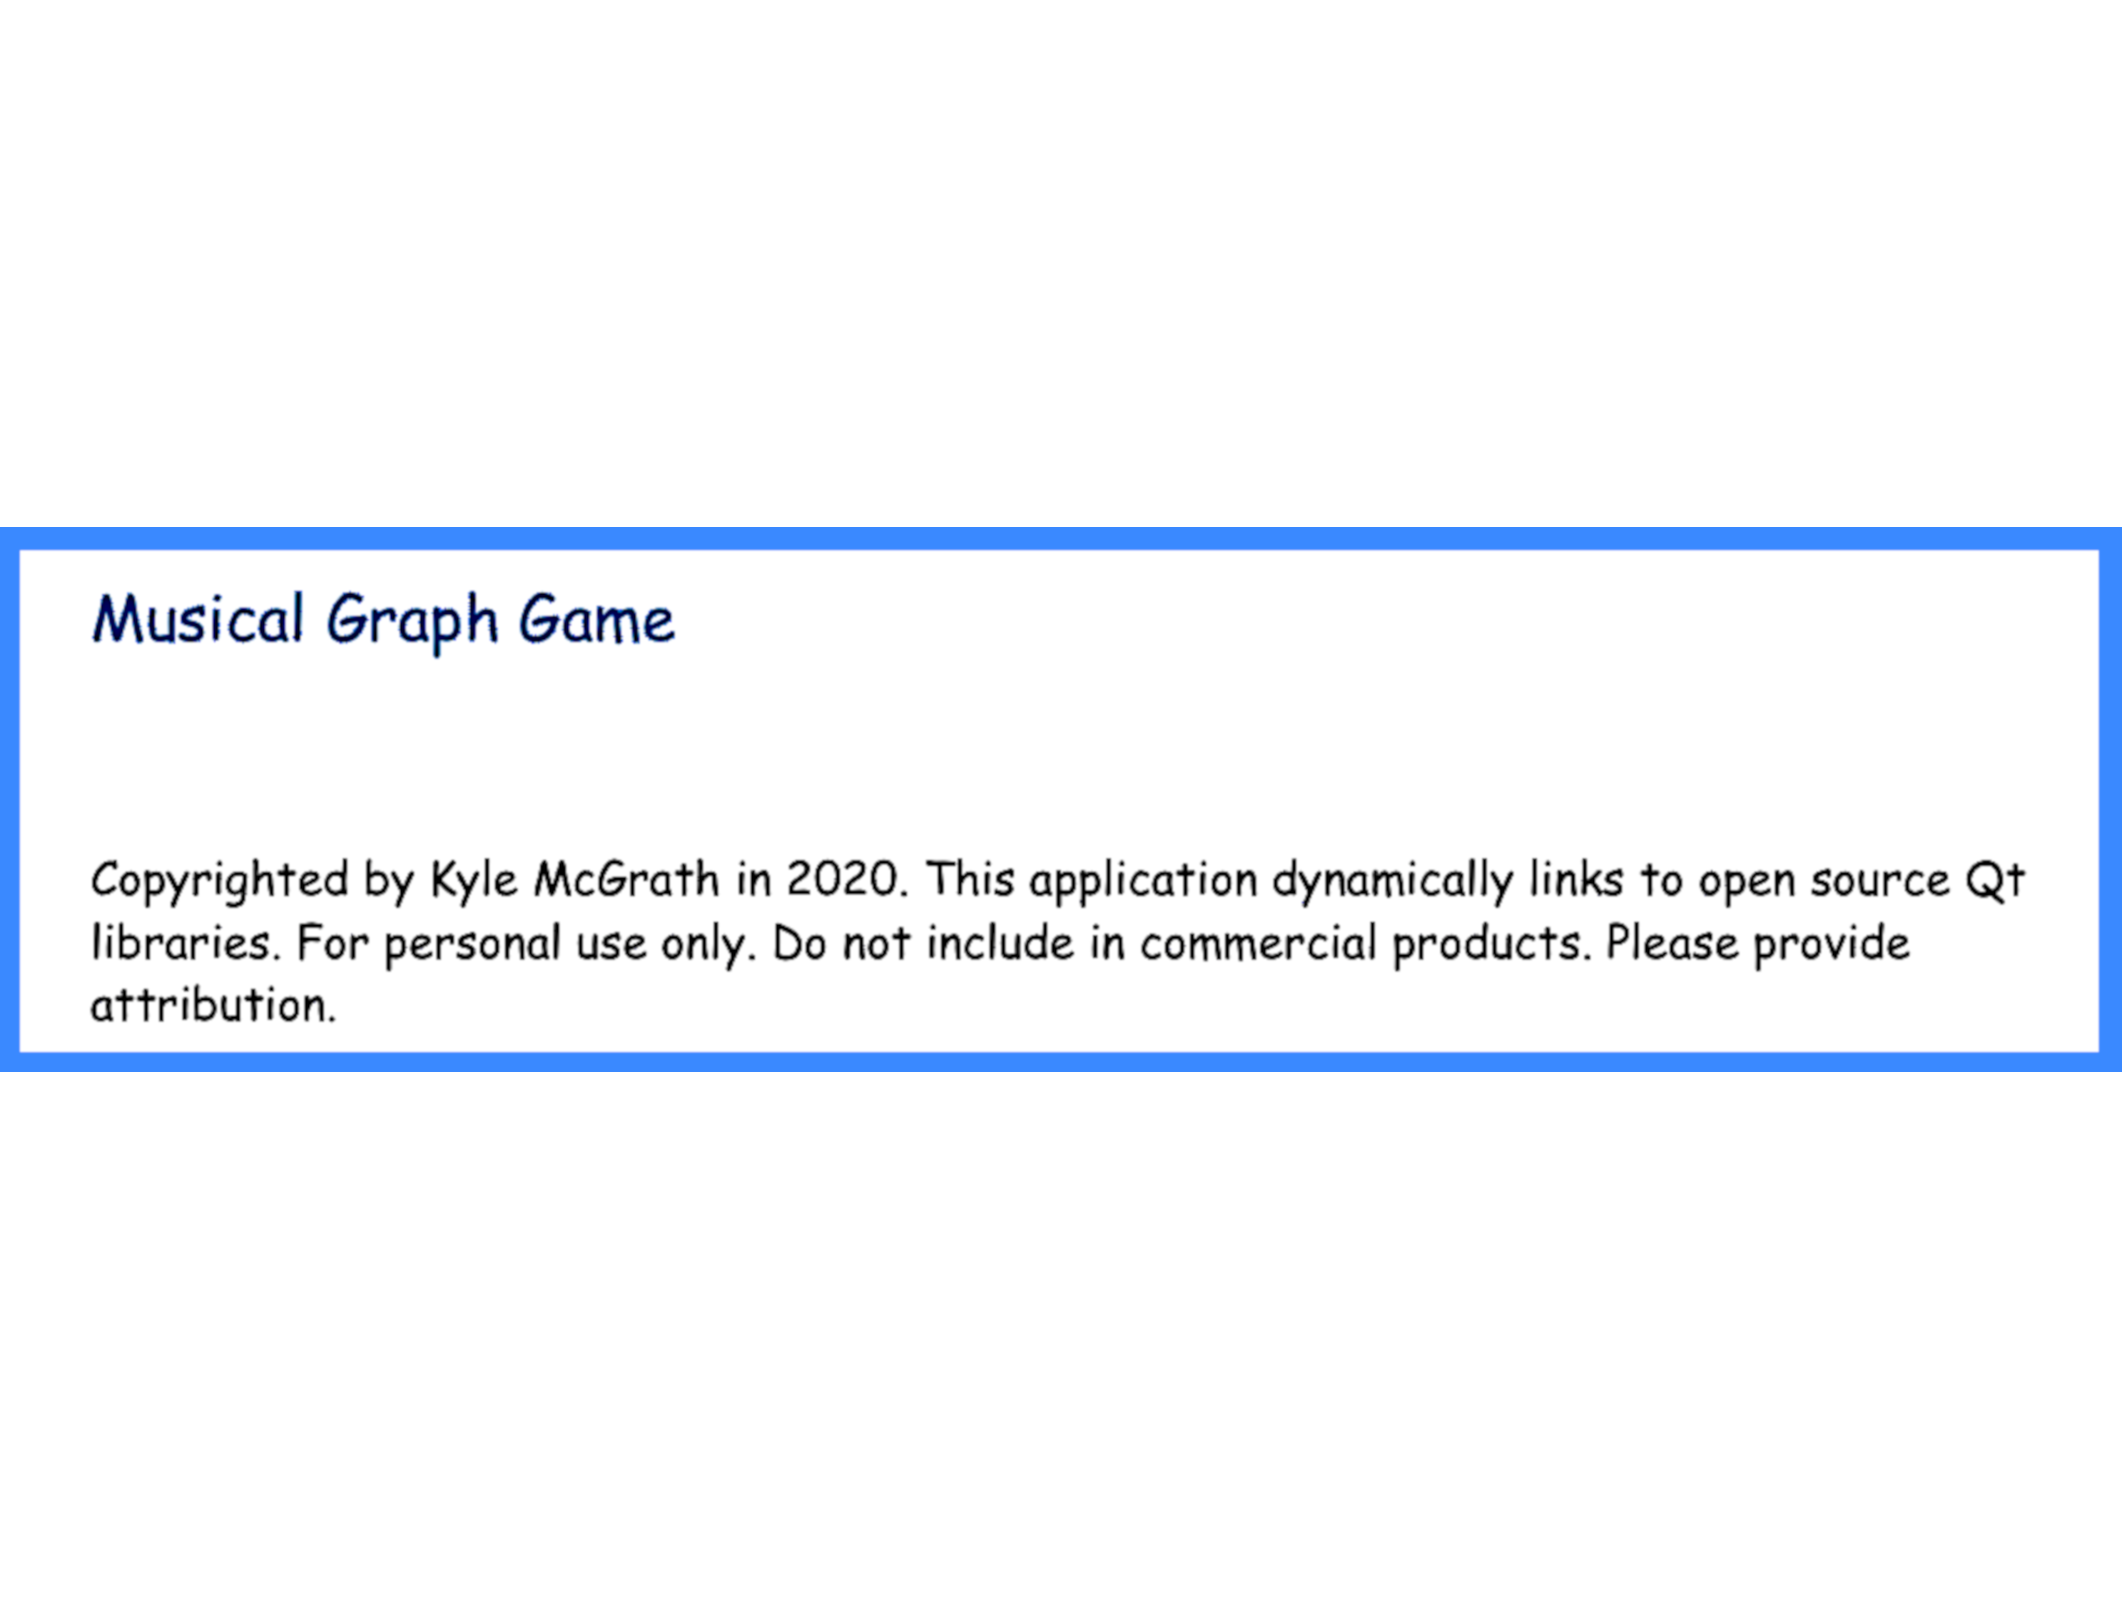 Musical Graph Game
Copyrighted by Kyle McGrath in 2020. This application dynamically links to open source Qt
libraries. For personal use only. Do not include in commercial products. Please provide
attribution.